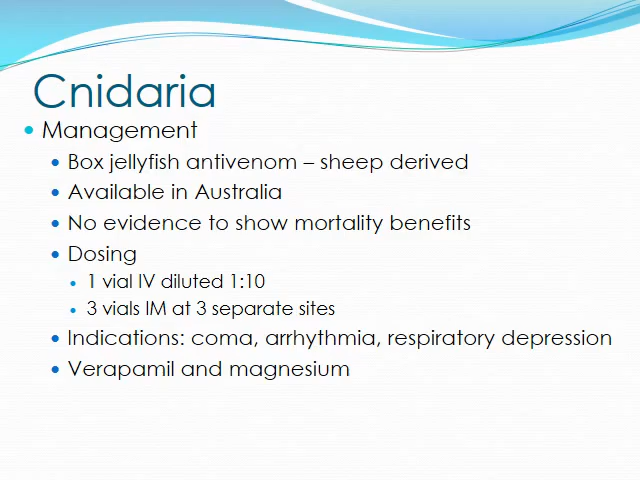 Cnidaria
Management
Box jellyfish antivenom – sheep derived
Available in Australia
No evidence to show mortality benefits
Dosing
1 vial IV diluted 1:10
3 vials IM at 3 separate sites
Indications: coma, arrhythmia, respiratory depression
Verapamil and magnesium